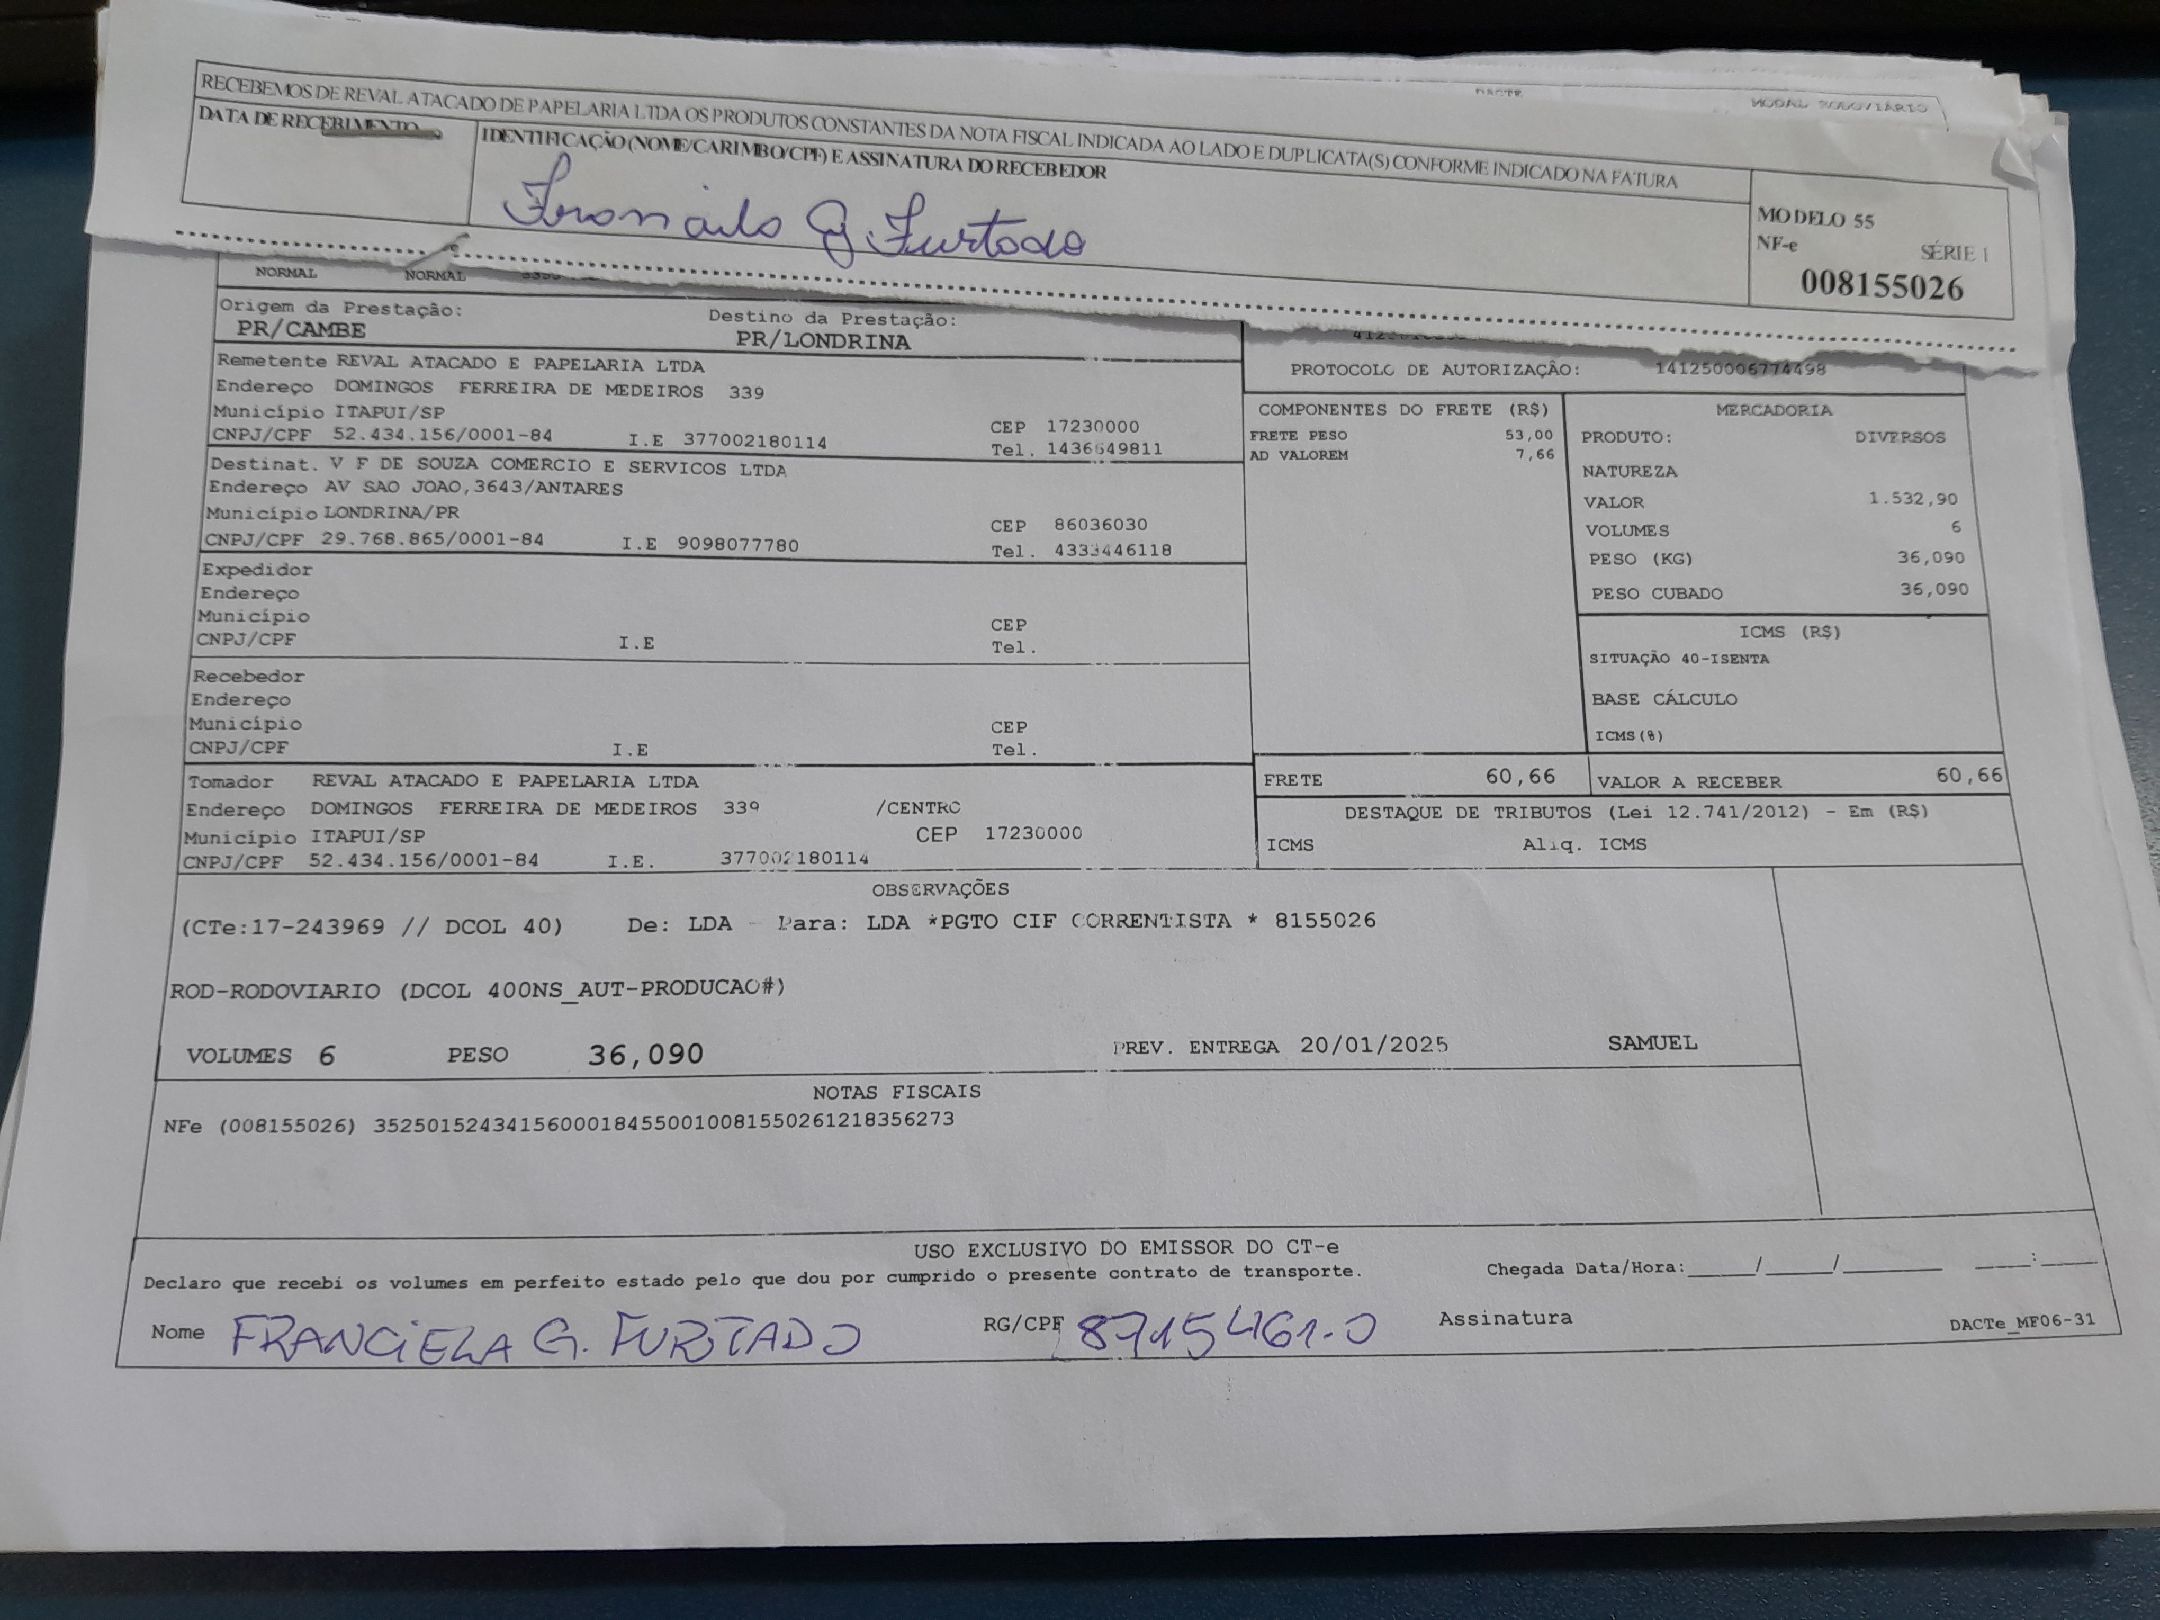 DACTE
MODAL RODOVIÁRIO
RECEBEMOS DE REVAL ATACADO DE PAPELARIA LTDA OS PRODUTOS CONSTANTES DA NOTA FISCAL INDICADA AO LADO E DUPLICATA(S) CONFORME INDICADO NA FATURA
DATA DE RECEBIMENTO
IDENTIFICAÇÃO (NOME/CARIMBO/CPF) E ASSINATURA DO RECEBEDOR
G Furtado
MODELO 55
NF-e SÉRIE 1
008155026
NORMAL NORMAL
Origem da Prestação: Destino da Prestação:
PR/CAMBE PR/LONDRINA
PROTOCOLO DE AUTORIZAÇÃO: 141250006774498
Remetente REVAL ATACADO E PAPELARIA LTDA
Endereço DOMINGOS FERREIRA DE MEDEIROS 339
Município ITAPUI/SP CEP 17230000
CNPJ/CPF 52.434.156/0001-84 I.E 377002180114 Tel. 1436649811
Destinat. V F DE SOUZA COMERCIO E SERVICOS LTDA
Endereço AV SAO JOAO,3643/ANTARES
Município LONDRINA/PR CEP 86036030
CNPJ/CPF 29.768.865/0001-84 I.E 9098077780 Tel. 4333446118
Expedidor
Endereço
Município CEP
CNPJ/CPF I.E Tel.
Recebedor
Endereço
Município CEP
CNPJ/CPF I.E Tel.
Tomador REVAL ATACADO E PAPELARIA LTDA
Endereço DOMINGOS FERREIRA DE MEDEIROS 339 /CENTRO
Município ITAPUI/SP CEP 17230000
CNPJ/CPF 52.434.156/0001-84 I.E. 377002180114
COMPONENTES DO FRETE (R$)
FRETE PESO 53,00
AD VALOREM 7,66
MERCADORIA
PRODUTO: DIVERSOS
NATUREZA
VALOR 1.532,90
VOLUMES 6
PESO (KG) 36,090
PESO CUBADO 36,090
ICMS (R$)
SITUAÇÃO 40-ISENTA
BASE CÁLCULO
ICMS(%)
FRETE 60,66 VALOR A RECEBER 60,66
DESTAQUE DE TRIBUTOS (Lei 12.741/2012) - Em (R$)
ICMS Aliq. ICMS
OBSERVAÇÕES
(CTe:17-243969 // DCOL 40) De: LDA - Para: LDA *PGTO CIF CORRENTISTA * 8155026
ROD-RODOVIARIO (DCOL 400NS_AUT-PRODUCAO#)
VOLUMES 6 PESO 36,090 PREV. ENTREGA 20/01/2025 SAMUEL
NOTAS FISCAIS
NFe (008155026) 35250152434156000184550010081550261218356273
USO EXCLUSIVO DO EMISSOR DO CT-e
Declaro que recebi os volumes em perfeito estado pelo que dou por cumprido o presente contrato de transporte. Chegada Data/Hora:____/____/______ ___:___
Nome FRANCIELA G. FURTADO RG/CPF 8715461-0 Assinatura DACTe_MF06-31